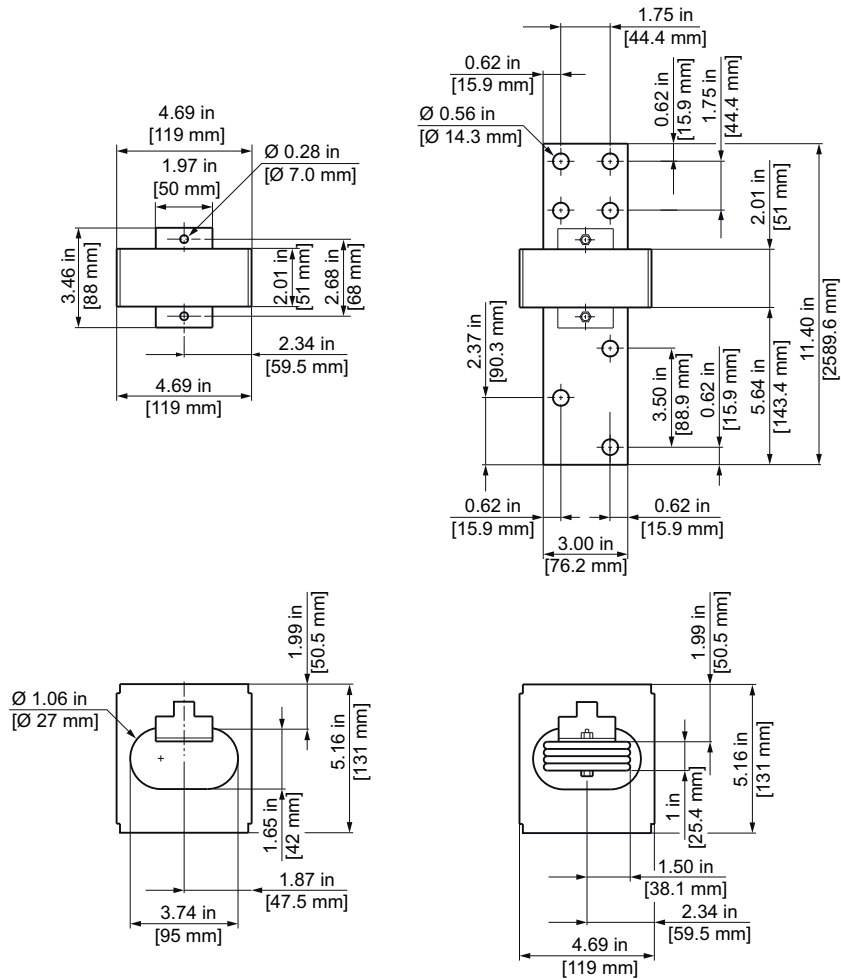 4.69 in
[119 mm]
1.97 in
[50 mm]
Ø 0.28 in
[Ø 7.0 mm]
3.46 in
[88 mm]
2.01 in
[51 mm]
2.68 in
[68 mm]
2.34 in
[59.5 mm]
4.69 in
[119 mm]
1.75 in
[44.4 mm]
0.62 in
[15.9 mm]
Ø 0.56 in
[Ø 14.3 mm]
0.62 in
[15.9 mm]
1.75 in
[44.4 mm]
2.01 in
[51 mm]
11.40 in
[2589.6 mm]
2.37 in
[90.3 mm]
3.50 in
[88.9 mm]
0.62 in
[15.9 mm]
5.64 in
[143.4 mm]
0.62 in
[15.9 mm]
0.62 in
[15.9 mm]
3.00 in
[76.2 mm]
1.99 in
[50.5 mm]
Ø 1.06 in
[Ø 27 mm]
5.16 in
[131 mm]
1.65 in
[42 mm]
1.87 in
[47.5 mm]
3.74 in
[95 mm]
1.99 in
[50.5 mm]
5.16 in
[131 mm]
1 in
[25.4 mm]
1.50 in
[38.1 mm]
2.34 in
[59.5 mm]
4.69 in
[119 mm]